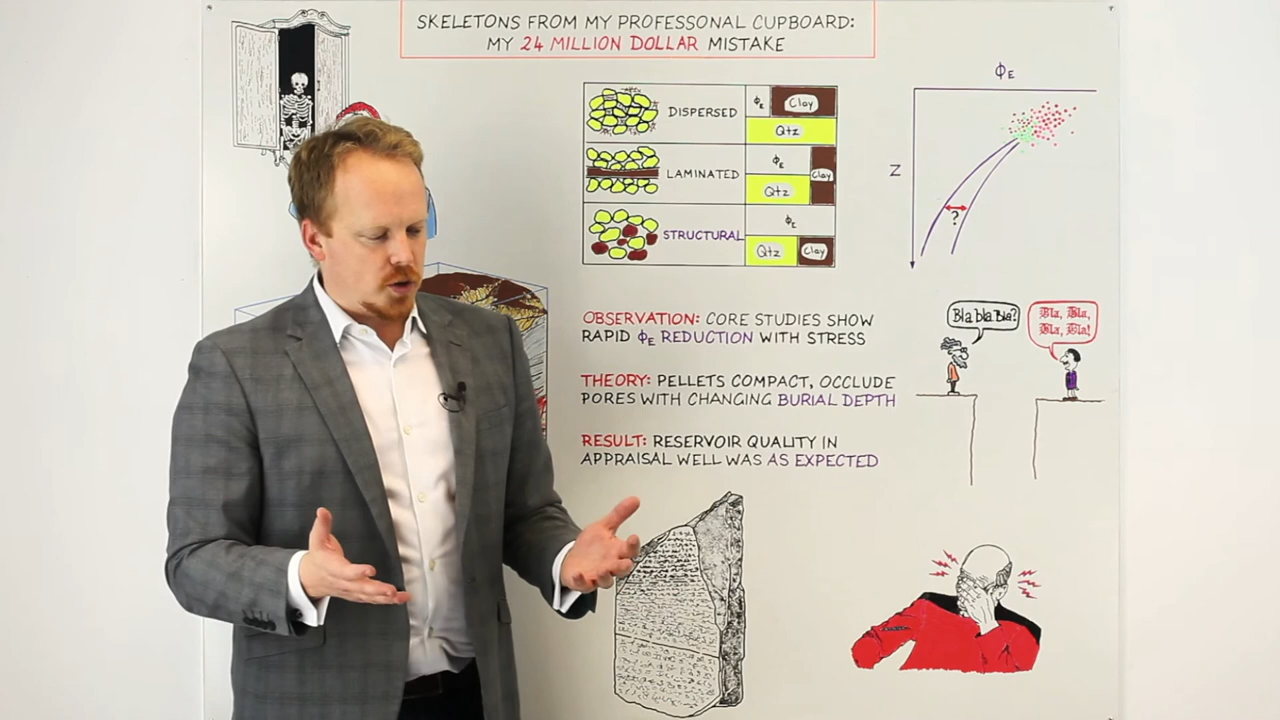 SKELETONS FROM MY PROFESSONAL CUPBOARD:
MY 24 MILLION DOLLAR MISTAKE
DISPERSED
ϕE
Clay
Qtz
LAMINATED
ϕE
Qtz
Clay
STRUCTURAL
ϕE
Qtz
Clay
ϕE
Z
?
OBSERVATION: CORE STUDIES SHOW
RAPID ϕE REDUCTION WITH STRESS
THEORY: PELLETS COMPACT, OCCLUDE
PORES WITH CHANGING BURIAL DEPTH
RESULT: RESERVOIR QUALITY IN
APPRAISAL WELL WAS AS EXPECTED
Bla bla Bla?
Bla, Bla,
Bla, Bla!